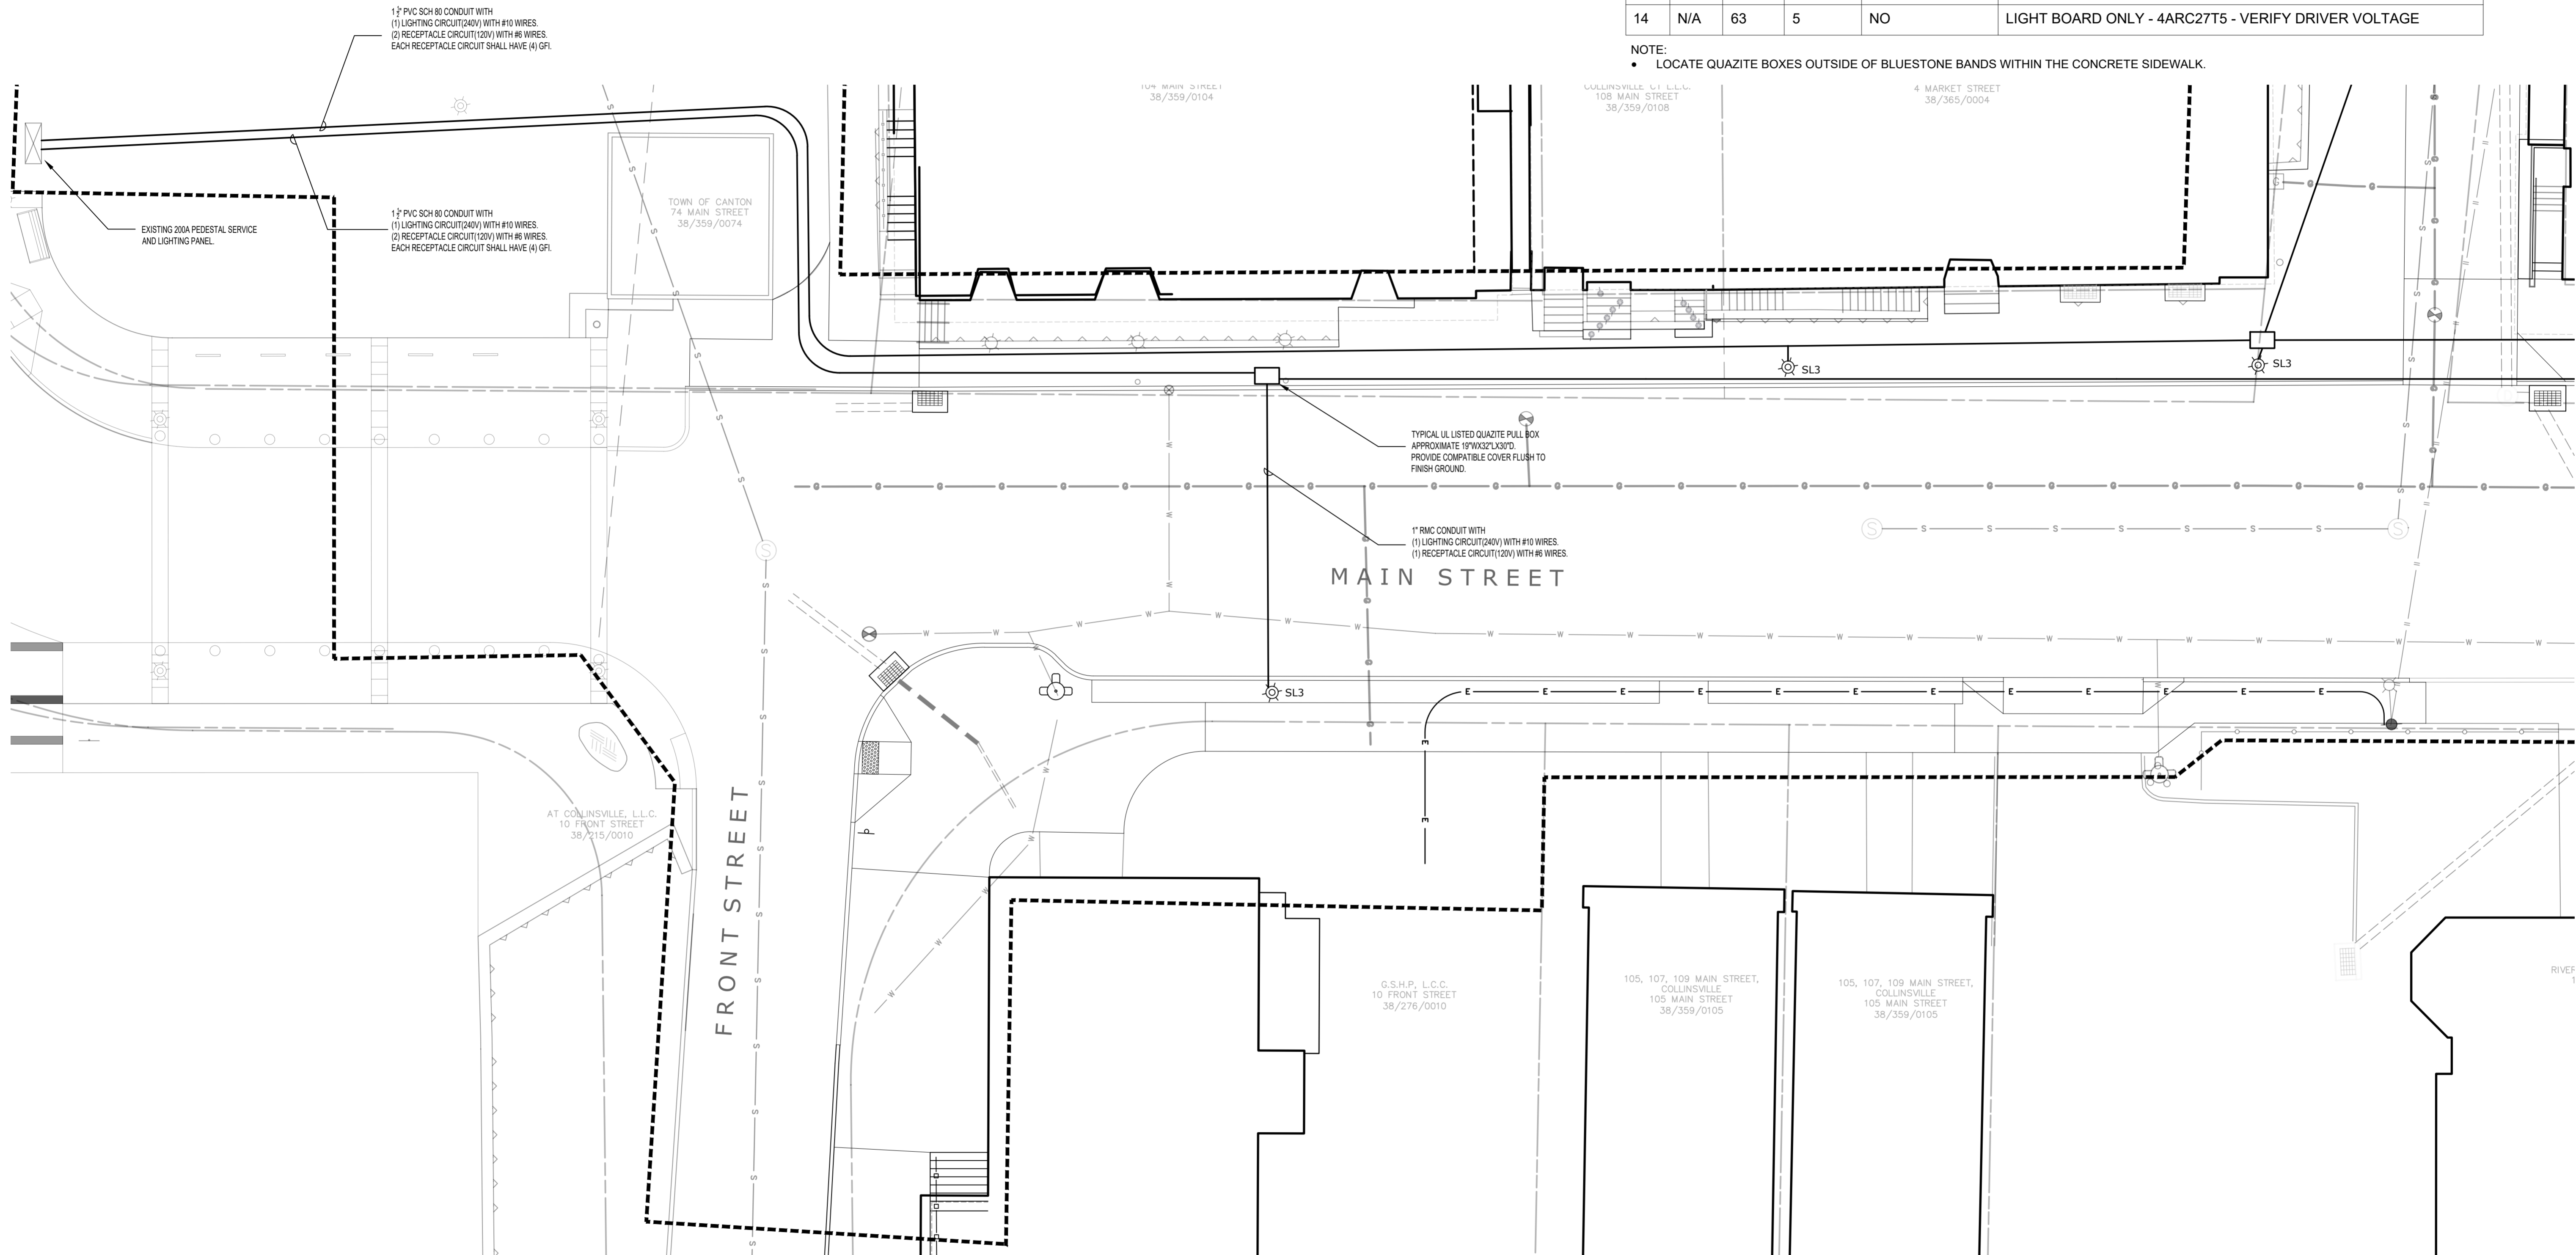 1 1/2" PVC SCH 80 CONDUIT WITH
(1) LIGHTING CIRCUIT(240V) WITH #10 WIRES.
(2) RECEPTACLE CIRCUIT(120V) WITH #6 WIRES.
EACH RECEPTACLE CIRCUIT SHALL HAVE (4) GFI.
14 N/A 63 5 NO LIGHT BOARD ONLY - 4ARC27T5 - VERIFY DRIVER VOLTAGE
NOTE:
• LOCATE QUAZITE BOXES OUTSIDE OF BLUESTONE BANDS WITHIN THE CONCRETE SIDEWALK.
104 MAIN STREET
38/359/0104
COLLINSVILLE CT L.L.C.
108 MAIN STREET
38/359/0108
4 MARKET STREET
38/365/0004
EXISTING 200A PEDESTAL SERVICE
AND LIGHTING PANEL.
1 1/2" PVC SCH 80 CONDUIT WITH
(1) LIGHTING CIRCUIT(240V) WITH #10 WIRES.
(2) RECEPTACLE CIRCUIT(120V) WITH #6 WIRES.
EACH RECEPTACLE CIRCUIT SHALL HAVE (4) GFI.
TOWN OF CANTON
74 MAIN STREET
38/359/0074
SL3
SL3
TYPICAL UL LISTED QUAZITE PULL BOX
APPROXIMATE 19"WX32"LX30"D.
PROVIDE COMPATIBLE COVER FLUSH TO
FINISH GROUND.
1" RMC CONDUIT WITH
(1) LIGHTING CIRCUIT(240V) WITH #10 WIRES.
(1) RECEPTACLE CIRCUIT(120V) WITH #6 WIRES.
MAIN STREET
SL3
FRONT STREET
AT COLLINSVILLE, L.L.C.
10 FRONT STREET
38/215/0010
G.S.H.P, L.C.C.
10 FRONT STREET
38/276/0010
105, 107, 109 MAIN STREET,
COLLINSVILLE
105 MAIN STREET
38/359/0105
105, 107, 109 MAIN STREET,
COLLINSVILLE
105 MAIN STREET
38/359/0105